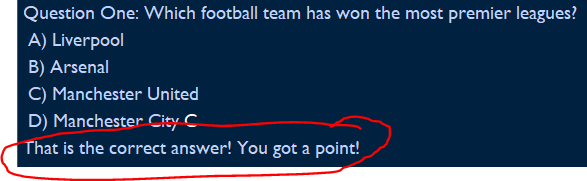 Question One: Which football team has won the most premier leagues?
A) Liverpool
B) Arsenal
C) Manchester United
D) Manchester City C
That is the correct answer! You got a point!